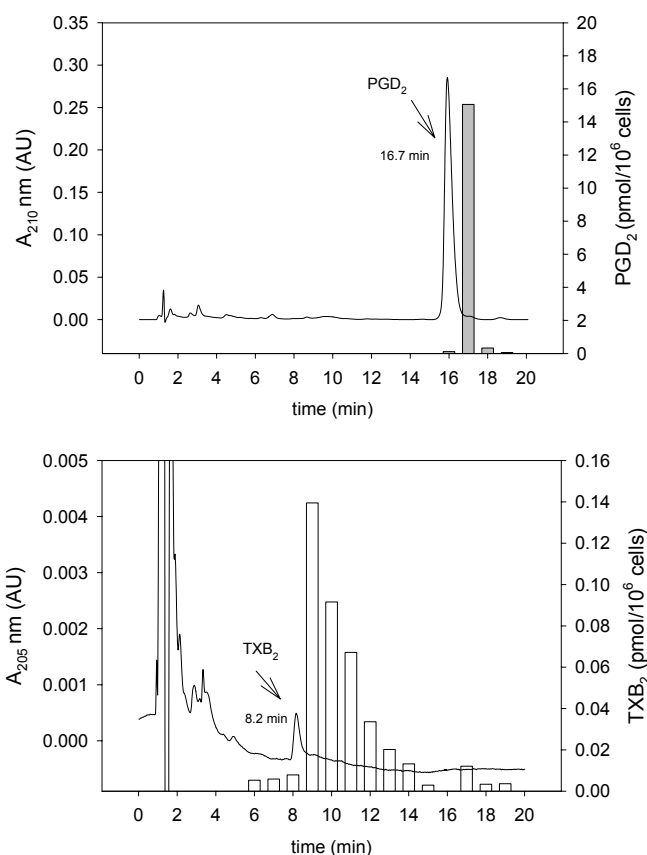 A210 nm (AU)
0.35
0.30
0.25
0.20
0.15
0.10
0.05
0.00
PGD2
16.7 min
20
18
16
14
12
10
8
6
4
2
0
PGD2 (pmol/10^6 cells)
0 2 4 6 8 10 12 14 16 18 20
time (min)
A205 nm (AU)
0.005
0.004
0.003
0.002
0.001
0.000
TXB2
8.2 min
0.16
0.14
0.12
0.10
0.08
0.06
0.04
0.02
0.00
TXB2 (pmol/10^6 cells)
0 2 4 6 8 10 12 14 16 18 20
time (min)